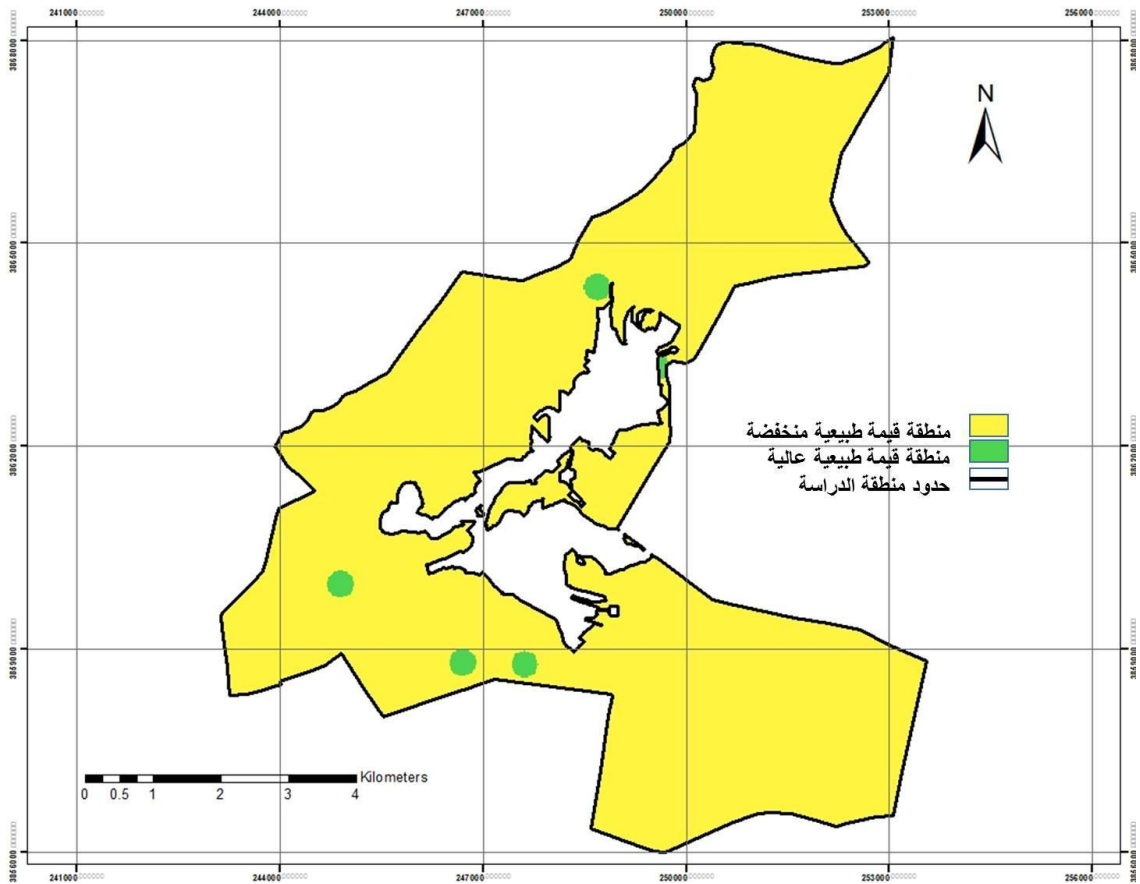 241000 244000 247000 250000 253000 256000
N
منطقة قيمة طبيعية منخفضة
منطقة قيمة طبيعية عالية
حدود منطقة الدراسة
Kilometers
0 0.5 1 2 3 4
241000 244000 247000 250000 253000 256000